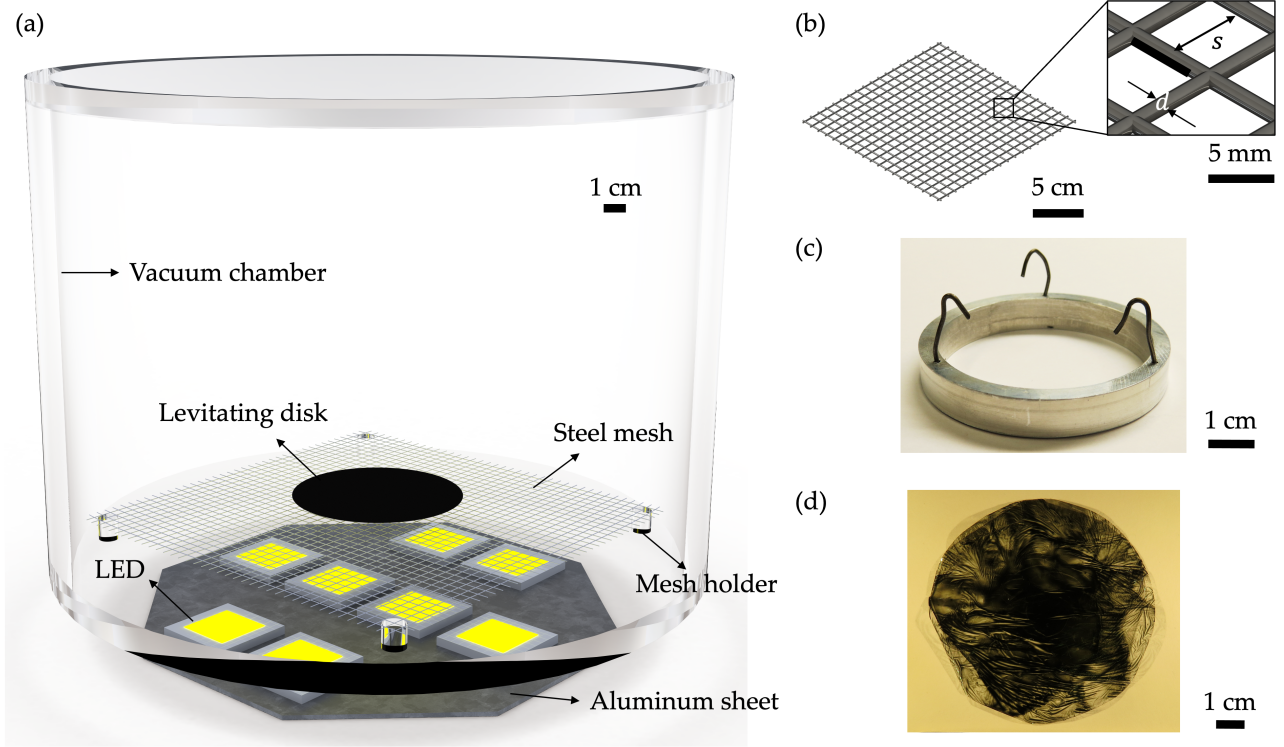 (a)
1 cm
Vacuum chamber
Levitating disk
Steel mesh
LED
Mesh holder
Aluminum sheet
(b)
s
d
5 mm
5 cm
(c)
1 cm
(d)
1 cm